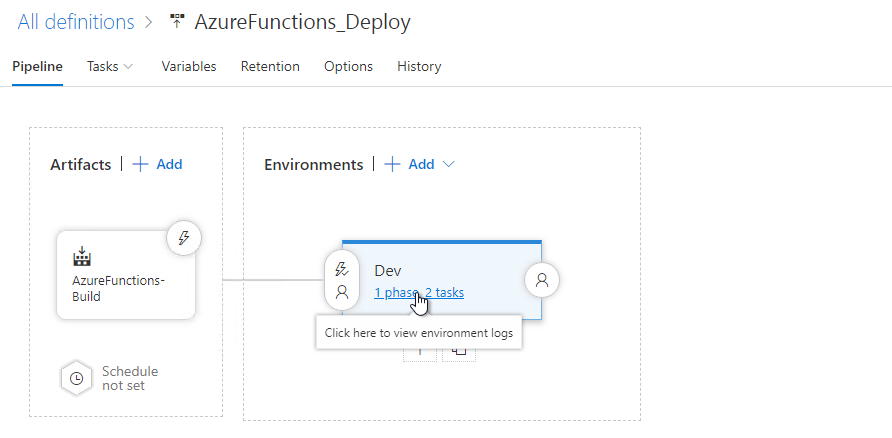 All definitions > AzureFunctions_Deploy
Pipeline Tasks Variables Retention Options History
Artifacts | + Add
Environments | + Add
AzureFunctions-
Build
Dev
1 phase, 2 tasks
Click here to view environment logs
Schedule
not set